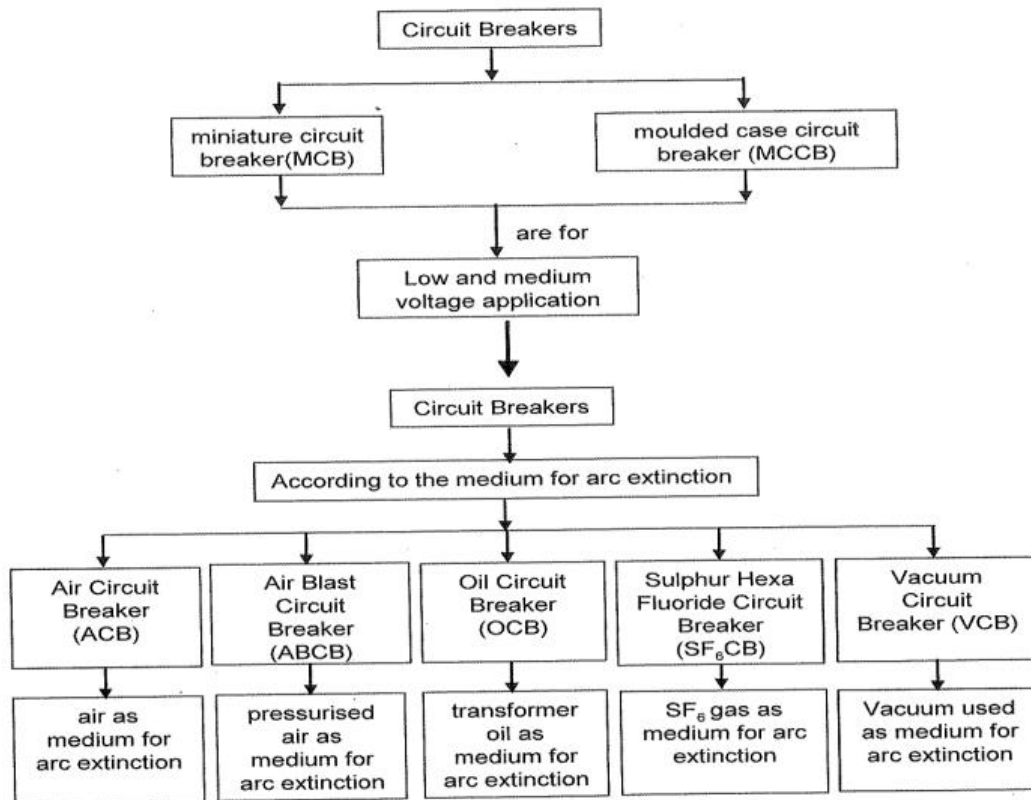 Circuit Breakers
miniature circuit
breaker(MCB)
moulded case circuit
breaker (MCCB)
are for
Low and medium
voltage application
Circuit Breakers
According to the medium for arc extinction
Air Circuit
Breaker
(ACB)
Air Blast
Circuit
Breaker
(ABCB)
Oil Circuit
Breaker
(OCB)
Sulphur Hexa
Fluoride Circuit
Breaker
(SF₆CB)
Vacuum
Circuit
Breaker (VCB)
air as
medium for
arc extinction
pressurised
air as
medium for
arc extinction
transformer
oil as
medium for
arc extinction
SF₆ gas as
medium for arc
extinction
Vacuum used
as medium for
arc extinction